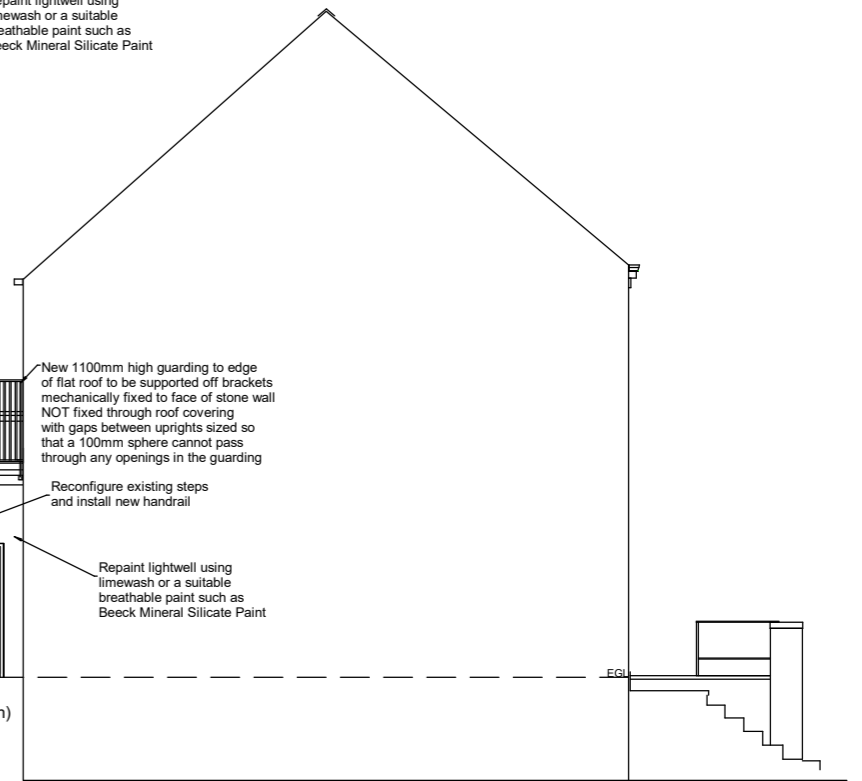 repaint lightwell using
limewash or a suitable
breathable paint such as
Beeck Mineral Silicate Paint
New 1100mm high guarding to edge
of flat roof to be supported off brackets
mechanically fixed to face of stone wall
NOT fixed through roof covering
with gaps between uprights sized so
that a 100mm sphere cannot pass
through any openings in the guarding
Reconfigure existing steps
and install new handrail
Repaint lightwell using
limewash or a suitable
breathable paint such as
Beeck Mineral Silicate Paint
EGL